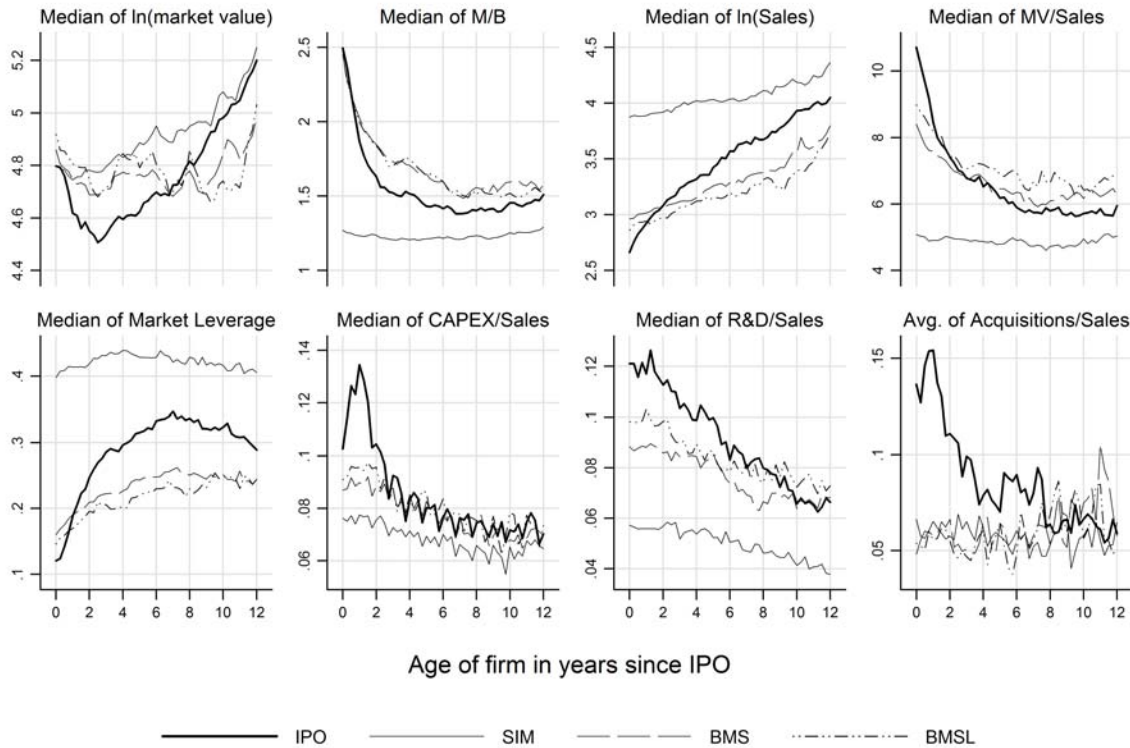 Median of ln(market value)
4.4 4.6 4.8 5 5.2
Median of M/B
1 1.5 2 2.5
Median of ln(Sales)
2.5 3 3.5 4 4.5
Median of MV/Sales
4 6 8 10
Median of Market Leverage
.1 .2 .3 .4
0 2 4 6 8 10 12
Median of CAPEX/Sales
.06 .08 .1 .12 .14
0 2 4 6 8 10 12
Median of R&D/Sales
.04 .06 .08 .1 .12
0 2 4 6 8 10 12
Avg. of Acquisitions/Sales
.05 .1 .15
0 2 4 6 8 10 12
Age of firm in years since IPO
IPO SIM BMS BMSL